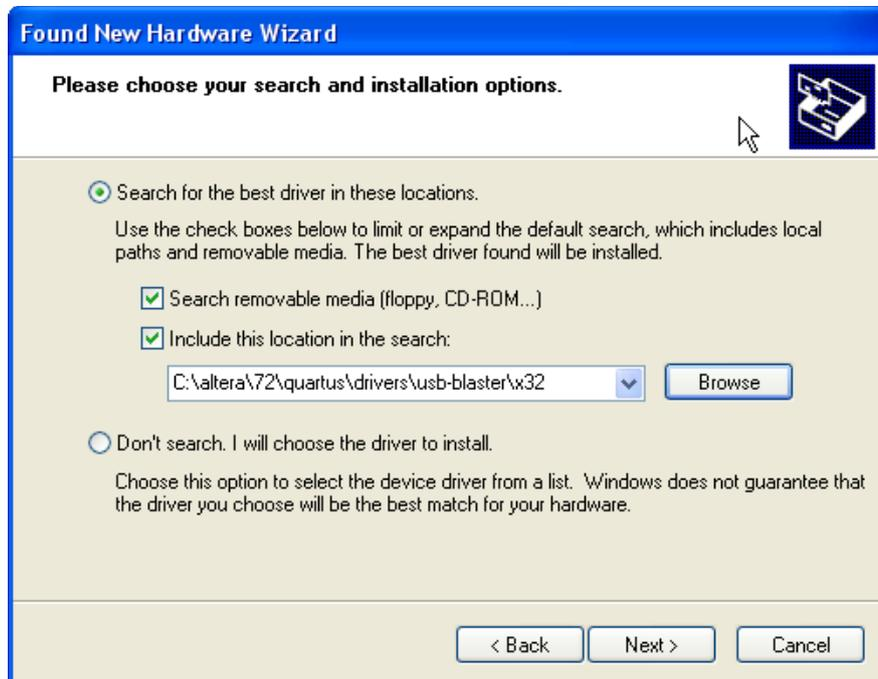 Found New Hardware Wizard
Please choose your search and installation options.
Search for the best driver in these locations.
Use the check boxes below to limit or expand the default search, which includes local
paths and removable media. The best driver found will be installed.
Search removable media (floppy, CD-ROM...)
Include this location in the search:
C:\altera\72\quartus\drivers\usb-blaster\x32
Browse
Don't search. I will choose the driver to install.
Choose this option to select the device driver from a list. Windows does not guarantee that
the driver you choose will be the best match for your hardware.
< Back Next > Cancel